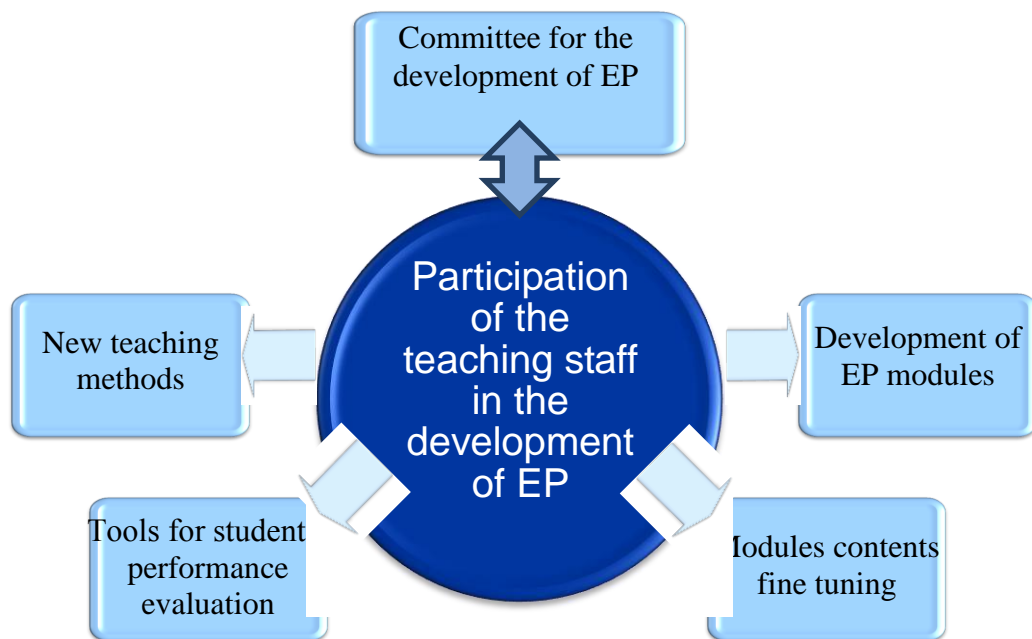 Committee for the
development of EP
Participation
of the
teaching staff
in the
development
of EP
New teaching
methods
Development of
EP modules
Tools for student
performance
evaluation
Modules contents
fine tuning